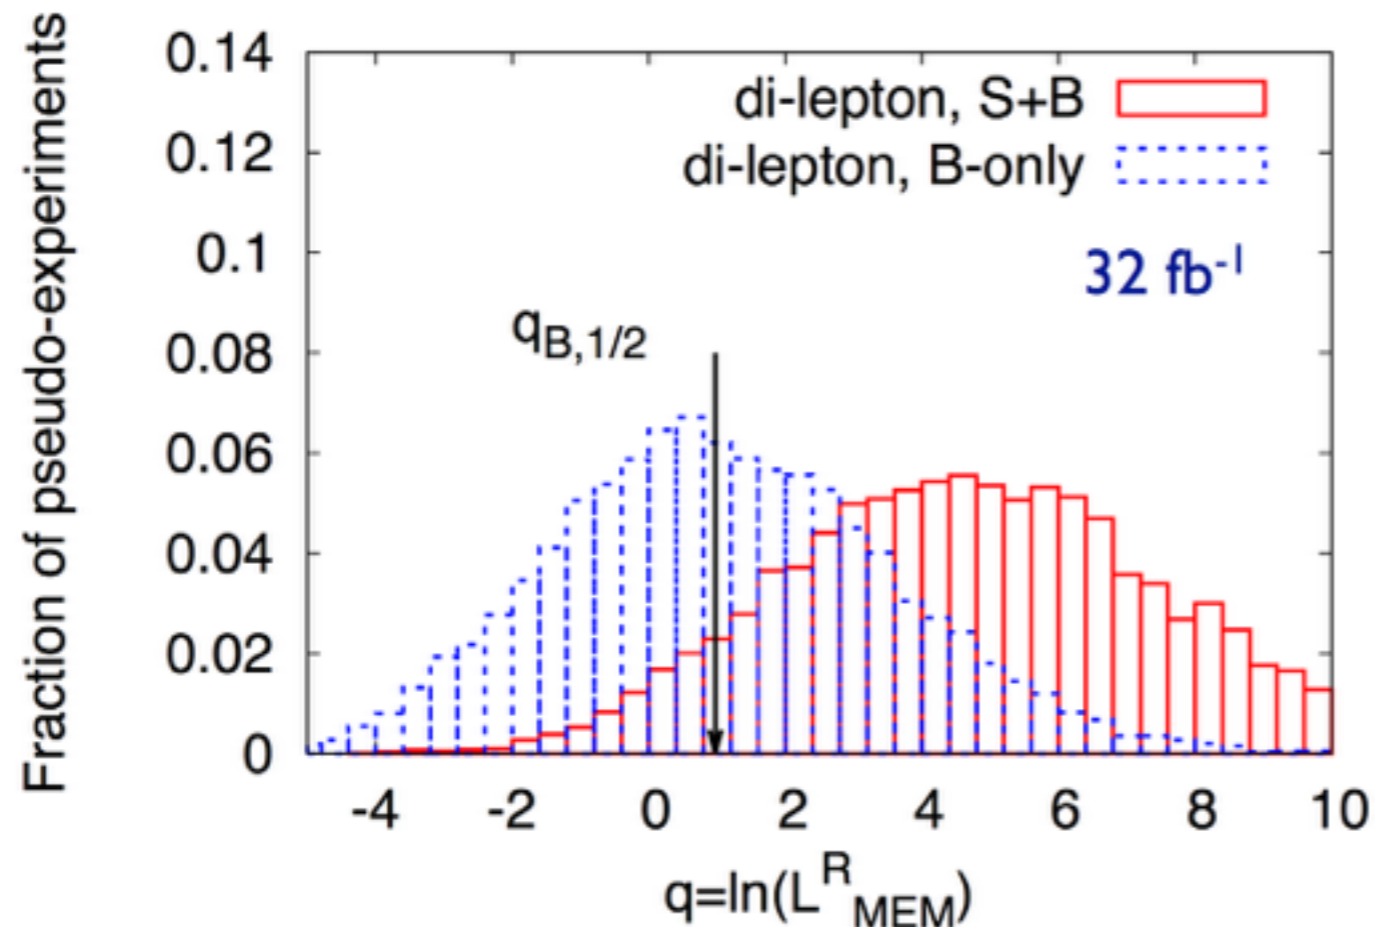 Fraction of pseudo-experiments
0.14
0.12
0.1
0.08
0.06
0.04
0.02
0
di-lepton, S+B
di-lepton, B-only
32 fb-1
qB,1/2
-4 -2 0 2 4 6 8 10
q=ln(LRMEM)